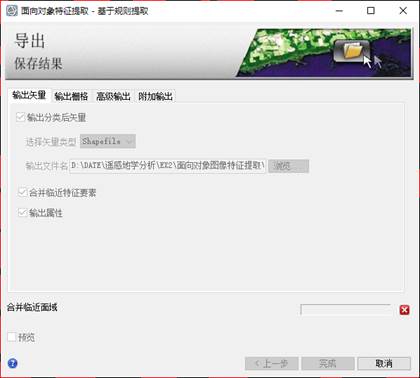 面向对象特征提取 - 基于规则提取
导出
保存结果
输出矢量 输出栅格 高级输出 附加输出
输出分类后矢量
选择矢量类型 Shapefile
输出文件名 D:\DATE\遥感地学分析\EX2\面向对象图像特征提取\ 浏览...
合并临近特征要素
输出属性
合并临近面域
预览
< 上一步 完成 取消